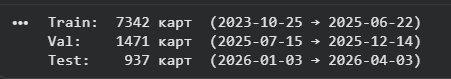 ••• Train: 7342 карт (2023-10-25 → 2025-06-22)
Val: 1471 карт (2025-07-15 → 2025-12-14)
Test: 937 карт (2026-01-03 → 2026-04-03)